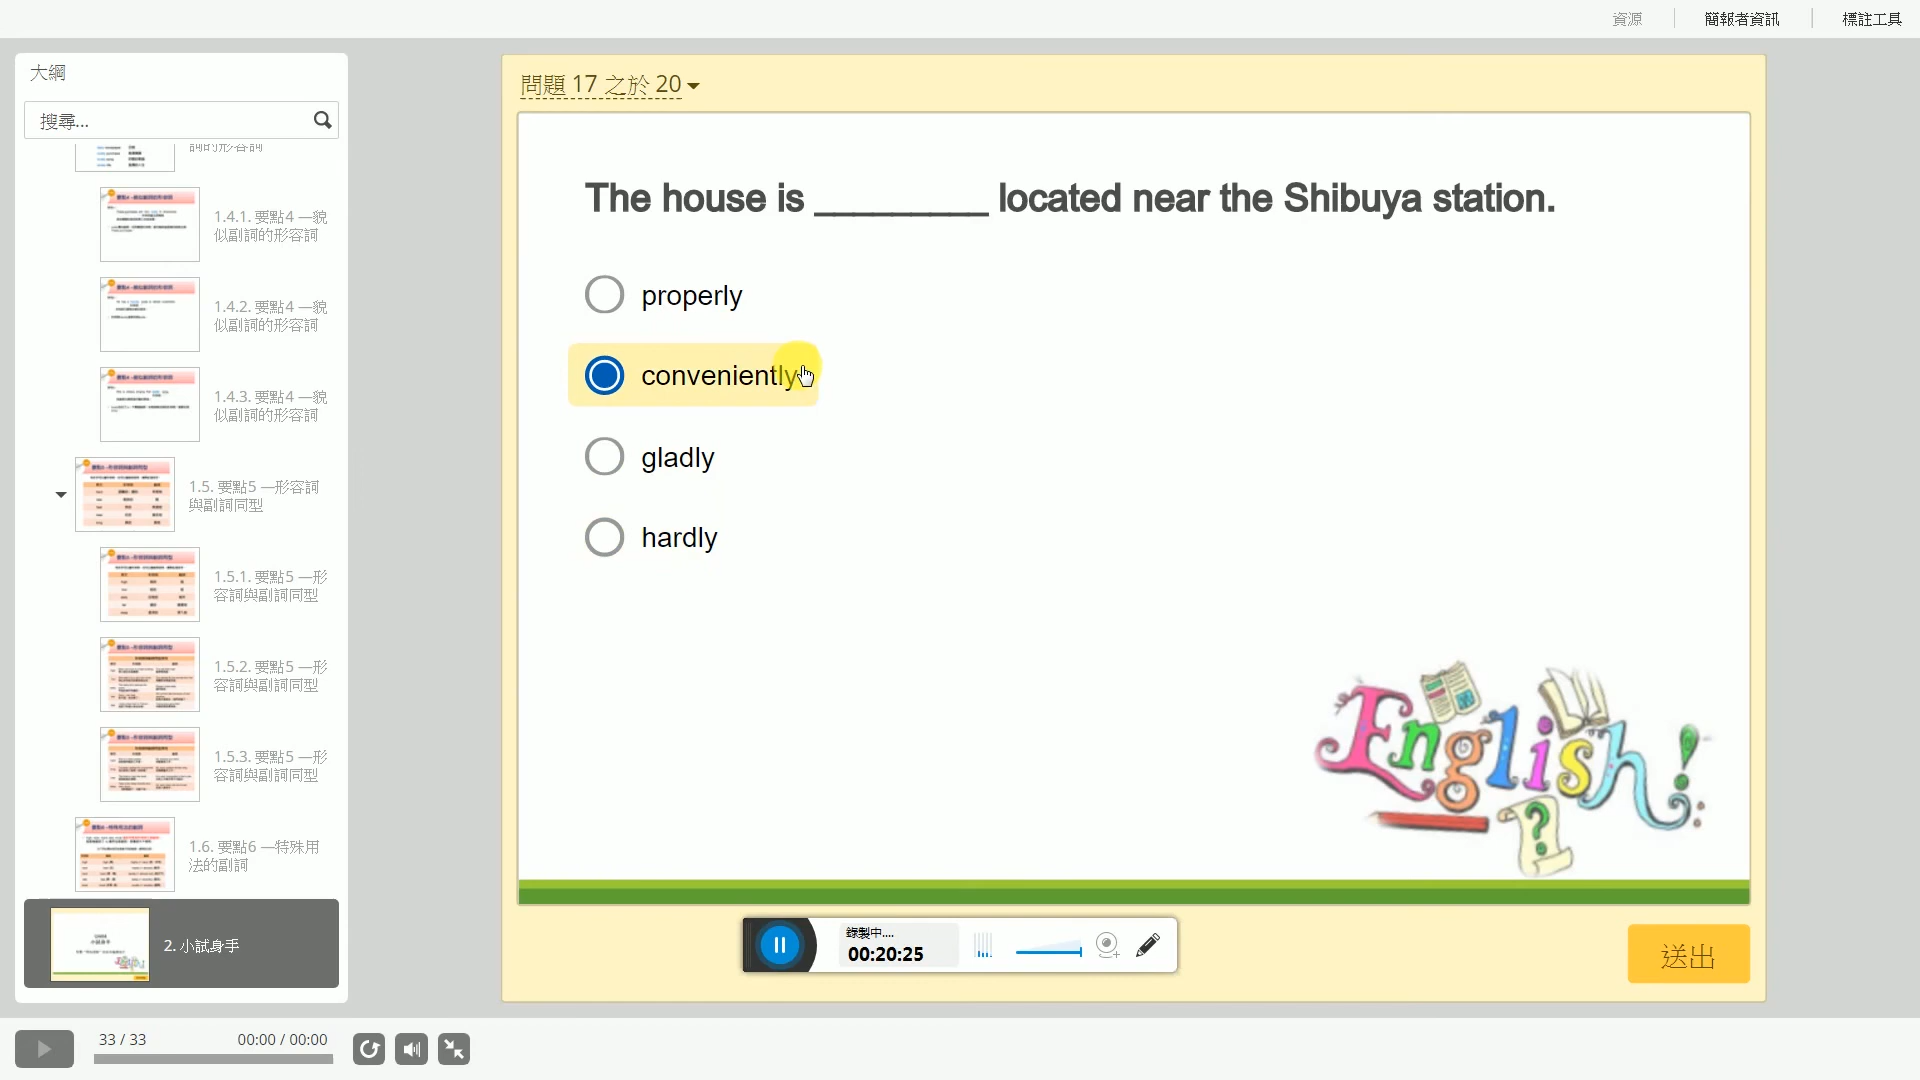 資源
簡報者資訊
標註工具
大綱
搜尋...
詞的形容詞
1.4.1. 要點4 —貌
似副詞的形容詞
1.4.2. 要點4 —貌
似副詞的形容詞
1.4.3. 要點4 —貌
似副詞的形容詞
1.5. 要點5 —形容詞
與副詞同型
1.5.1. 要點5 —形
容詞與副詞同型
1.5.2. 要點5 —形
容詞與副詞同型
1.5.3. 要點5 —形
容詞與副詞同型
1.6. 要點6 —特殊用
法的副詞
2. 小試身手
問題 17 之於 20
The house is _________ located near the Shibuya station.
properly
conveniently
gladly
hardly
English!
?
錄製中....
00:20:25
送出
33 / 33
00:00 / 00:00